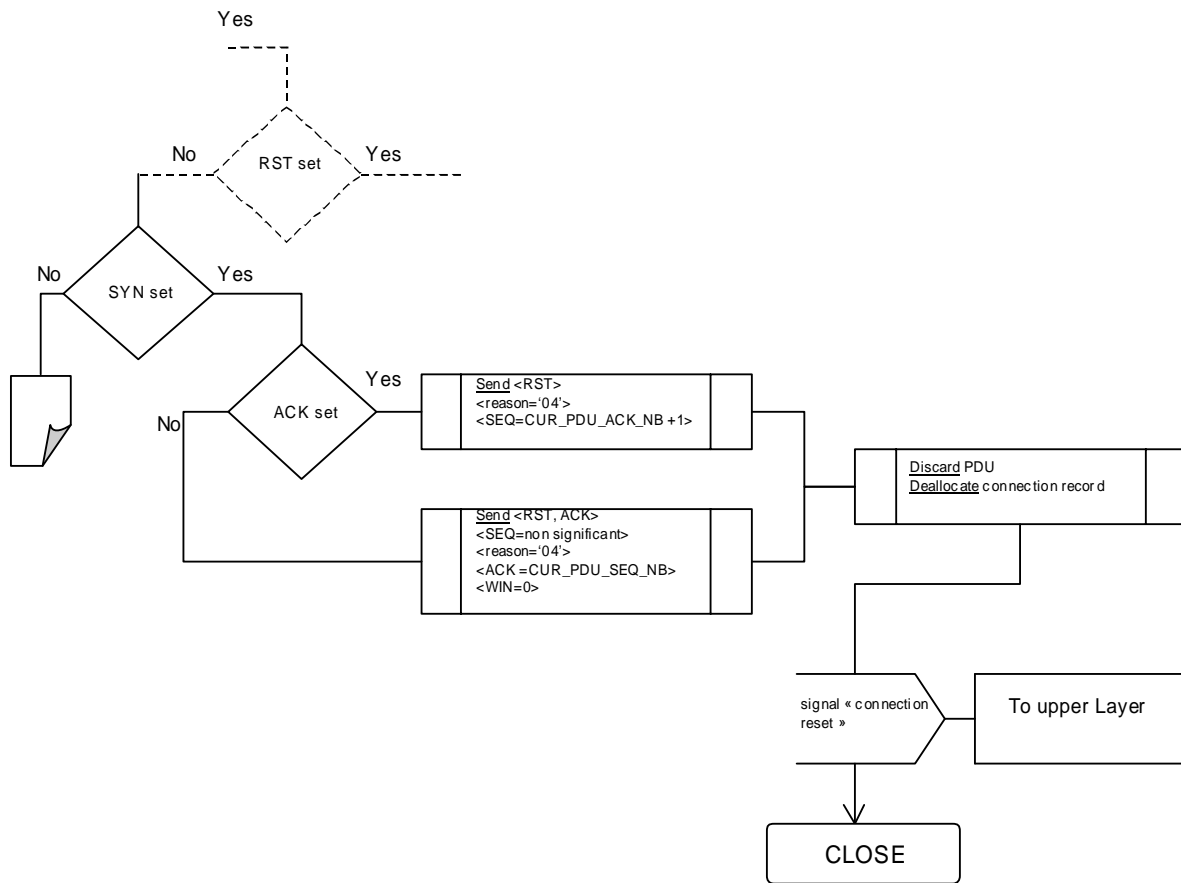 Yes
No
RST set
Yes
No
SYN set
Yes
No
ACK set
Yes
Send <RST>
<reason=‘04’>
<SEQ=CUR_PDU_ACK_NB +1>
Send <RST, ACK>
<SEQ=non significant>
<reason=‘04’>
<ACK =CUR_PDU_SEQ_NB>
<WIN=0>
Discard PDU
Deallocate connection record
signal « connection
reset »
To upper Layer
CLOSE